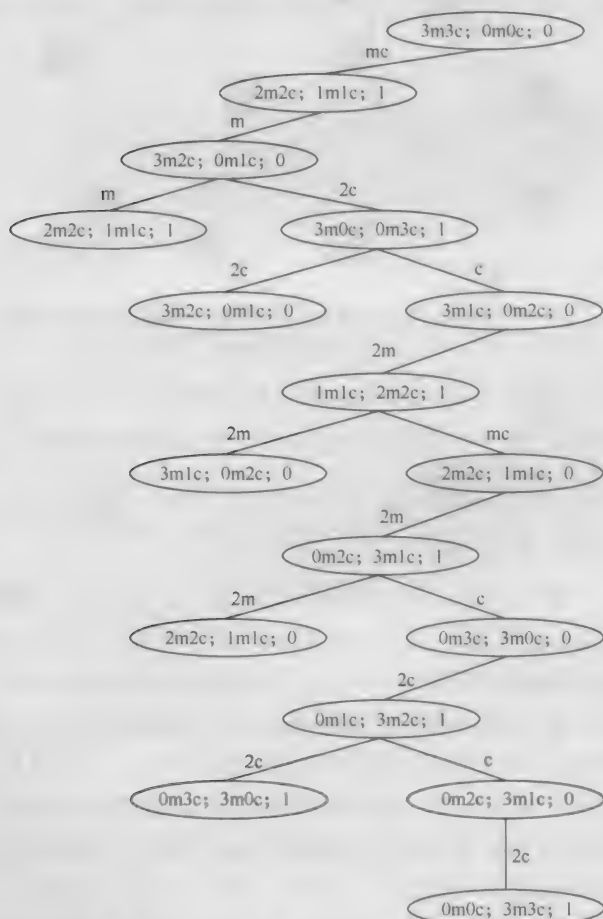 3m3c; 0m0c; 0
mc
2m2c; 1m1c; 1
m
3m2c; 0m1c; 0
m 2c
2m2c; 1m1c; 1 3m0c; 0m3c; 1
2c c
3m2c; 0m1c; 0 3m1c; 0m2c; 0
2m
1m1c; 2m2c; 1
2m mc
3m1c; 0m2c; 0 2m2c; 1m1c; 0
2m
0m2c; 3m1c; 1
2m c
2m2c; 1m1c; 0 0m3c; 3m0c; 0
2c
0m1c; 3m2c; 1
2c c
0m3c; 3m0c; 1 0m2c; 3m1c; 0
2c
0m0c; 3m3c; 1